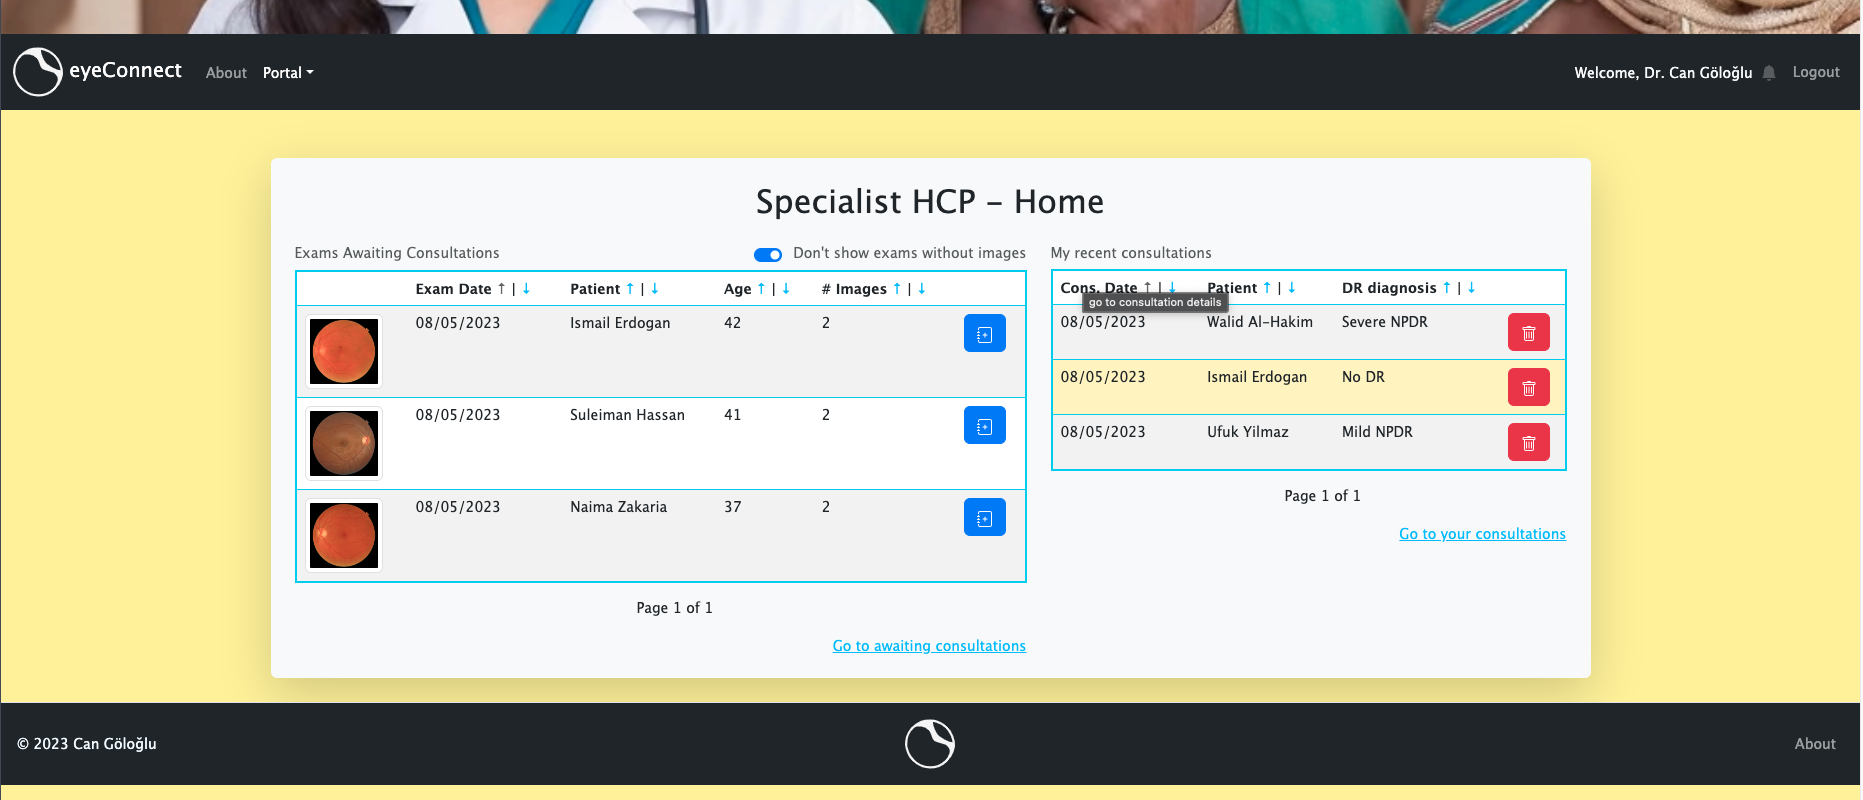 eyeConnect About Portal Welcome, Dr. Can Göloğlu Logout
Specialist HCP - Home
Exams Awaiting Consultations Don't show exams without images
Exam Date ↑ | ↓ Patient ↑ | ↓ Age ↑ | ↓ # Images ↑ | ↓
08/05/2023 Ismail Erdogan 42 2
08/05/2023 Suleiman Hassan 41 2
08/05/2023 Naima Zakaria 37 2
Page 1 of 1
Go to awaiting consultations
My recent consultations
Cons. Date ↑ | ↓ Patient ↑ | ↓ DR diagnosis ↑ | ↓
go to consultation details
08/05/2023 Walid Al-Hakim Severe NPDR
08/05/2023 Ismail Erdogan No DR
08/05/2023 Ufuk Yilmaz Mild NPDR
Page 1 of 1
Go to your consultations
© 2023 Can Göloğlu About